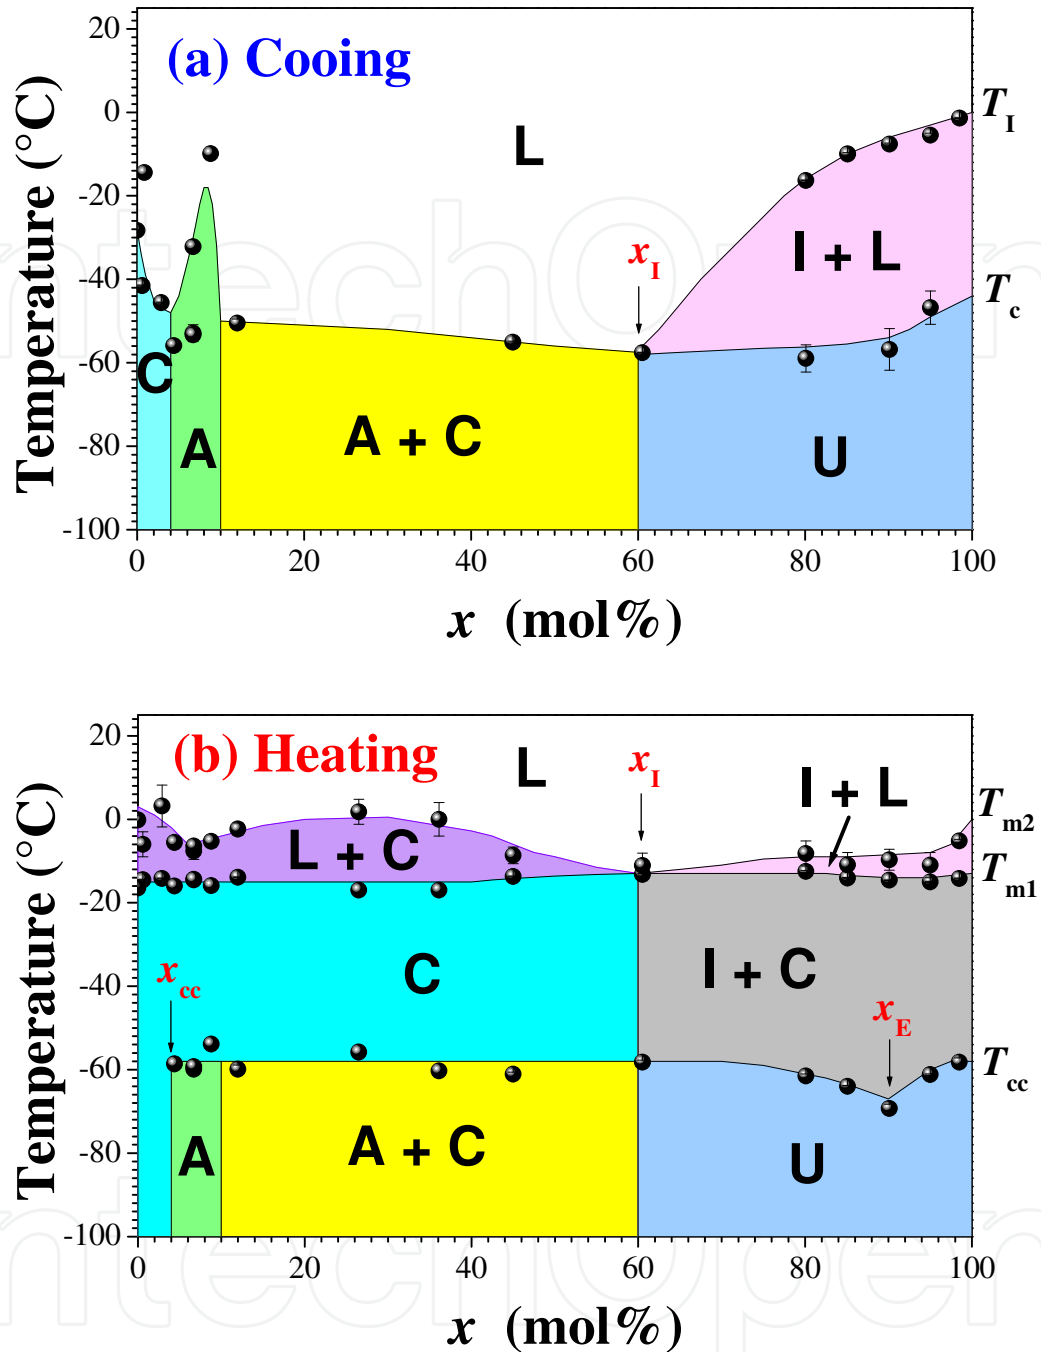 (a) Cooing
Temperature (°C)
20
0
-20
-40
-60
-80
-100
L
T_I
I + L
x_I
T_c
C
A
A + C
U
0 20 40 60 80 100
x (mol%)
(b) Heating
Temperature (°C)
20
0
-20
-40
-60
-80
-100
L
x_I
I + L
T_m2
L + C
T_m1
C
I + C
x_cc
x_E
T_cc
A
A + C
U
0 20 40 60 80 100
x (mol%)